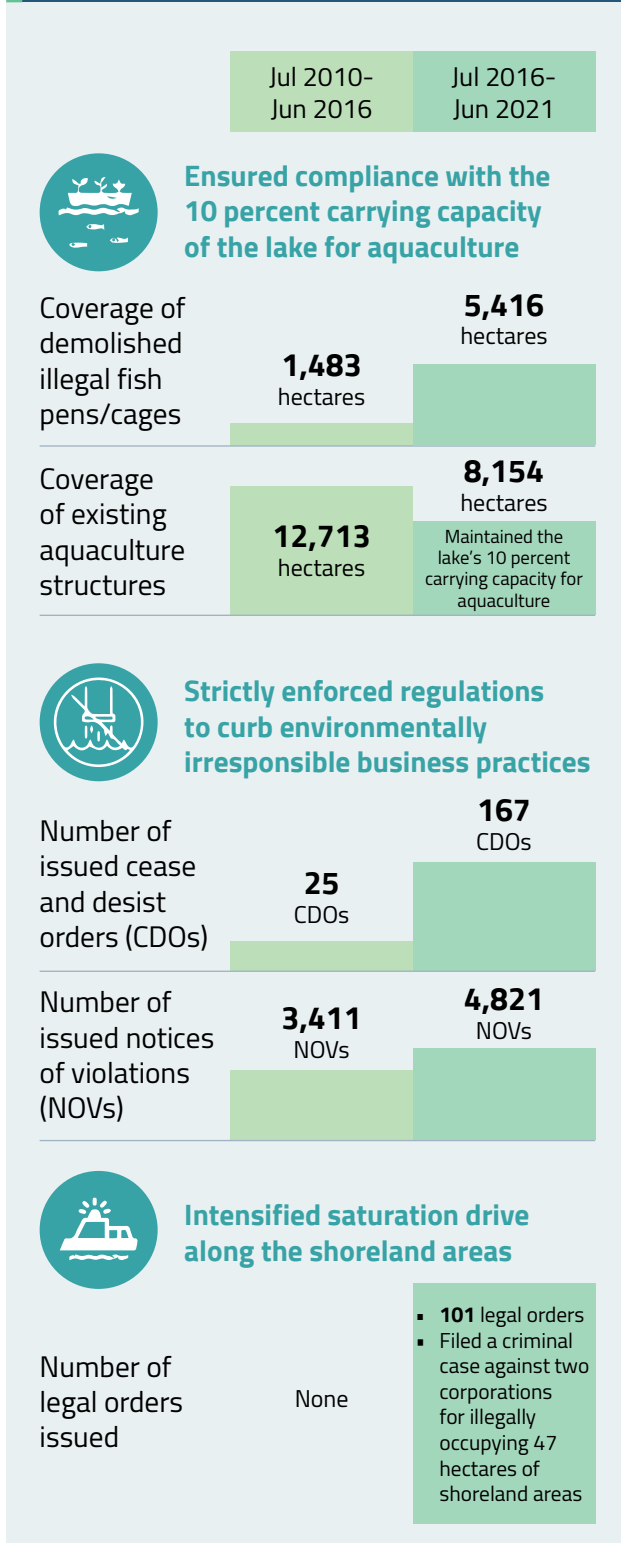 Jul 2010-
Jun 2016
Jul 2016-
Jun 2021
Ensured compliance with the
10 percent carrying capacity
of the lake for aquaculture
Coverage of
demolished
illegal fish
pens/cages
1,483
hectares
5,416
hectares
Coverage
of existing
aquaculture
structures
12,713
hectares
8,154
hectares
Maintained the
lake's 10 percent
carrying capacity for
aquaculture
Strictly enforced regulations
to curb environmentally
irresponsible business practices
Number of
issued cease
and desist
orders (CDOs)
25
CDOs
167
CDOs
Number of
issued notices
of violations
(NOVs)
3,411
NOVs
4,821
NOVs
Intensified saturation drive
along the shoreland areas
Number of
legal orders
issued
None
▪ 101 legal orders
▪ Filed a criminal
case against two
corporations
for illegally
occupying 47
hectares of
shoreland areas